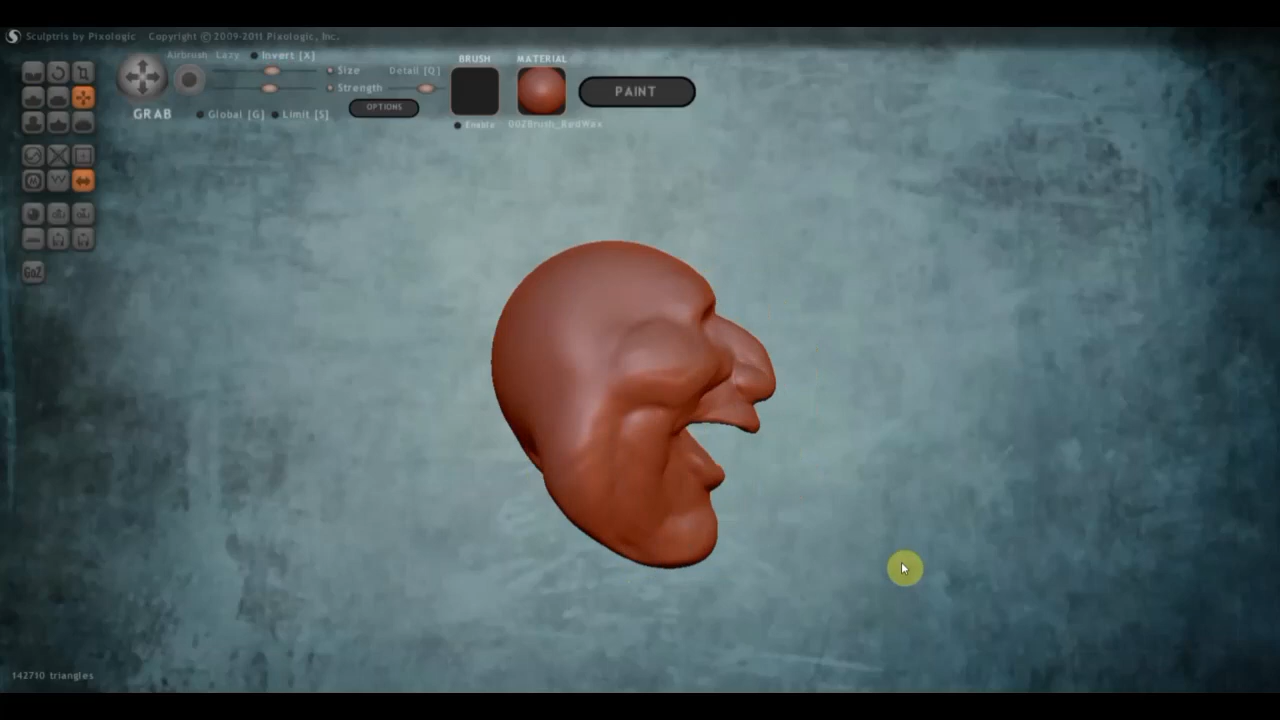 Sculptris by Pixologic Copyright © 2009-2011 Pixologic, Inc.
Airbrush Lazy Invert [X]
BRUSH MATERIAL
Size Detail [Q]
Strength
PAINT
OPTIONS
GRAB Global [G] Limit [S]
Enable 002Brush_RedWax
GoZ
142710 triangles